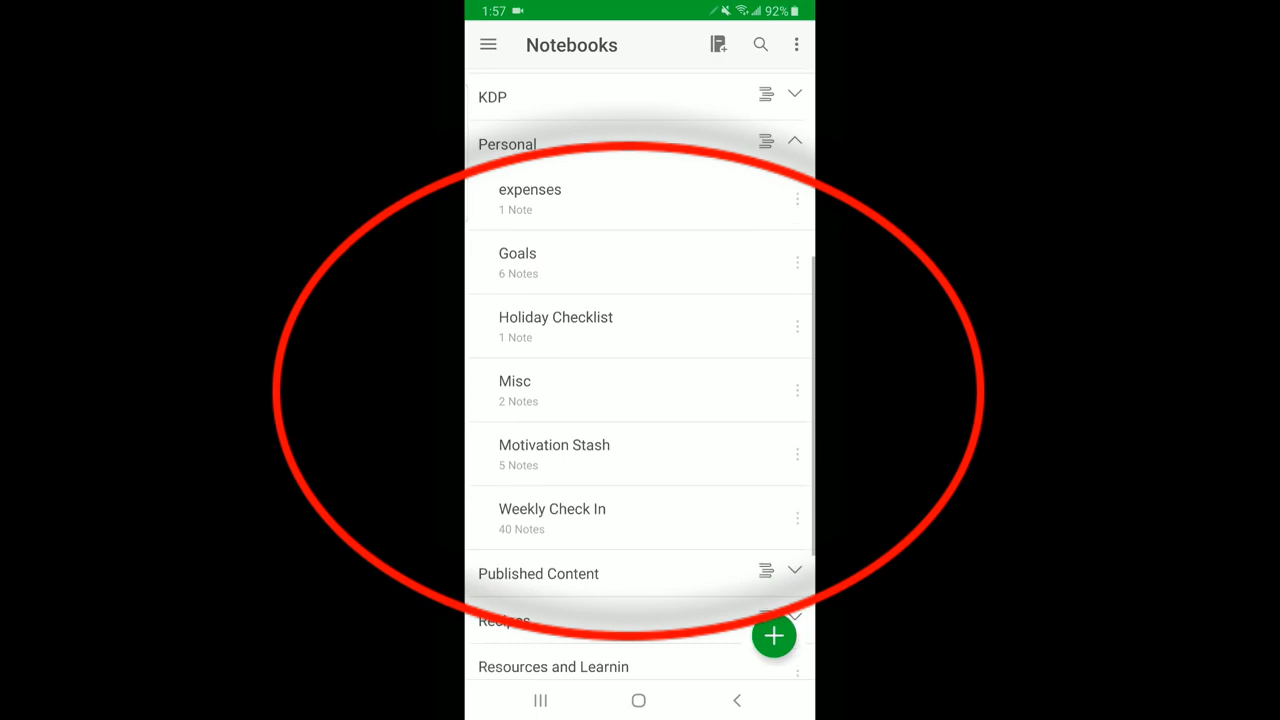 1:57 92%
Notebooks
KDP
Personal
expenses
1 Note
Goals
6 Notes
Holiday Checklist
1 Note
Misc
2 Notes
Motivation Stash
5 Notes
Weekly Check In
40 Notes
Published Content
Recipes
Resources and Learnin